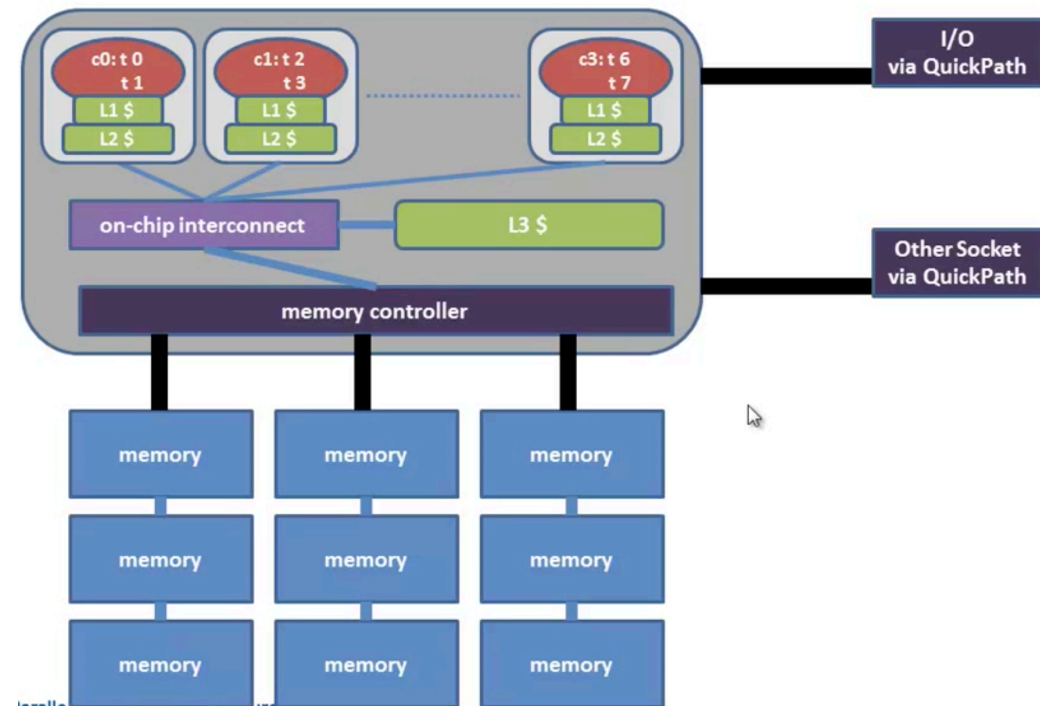 c0: t 0
t 1
L1 $
L2 $
c1: t 2
t 3
L1 $
L2 $
c3: t 6
t 7
L1 $
L2 $
I/O
via QuickPath
on-chip interconnect
L3 $
Other Socket
via QuickPath
memory controller
memory
memory
memory
memory
memory
memory
memory
memory
memory